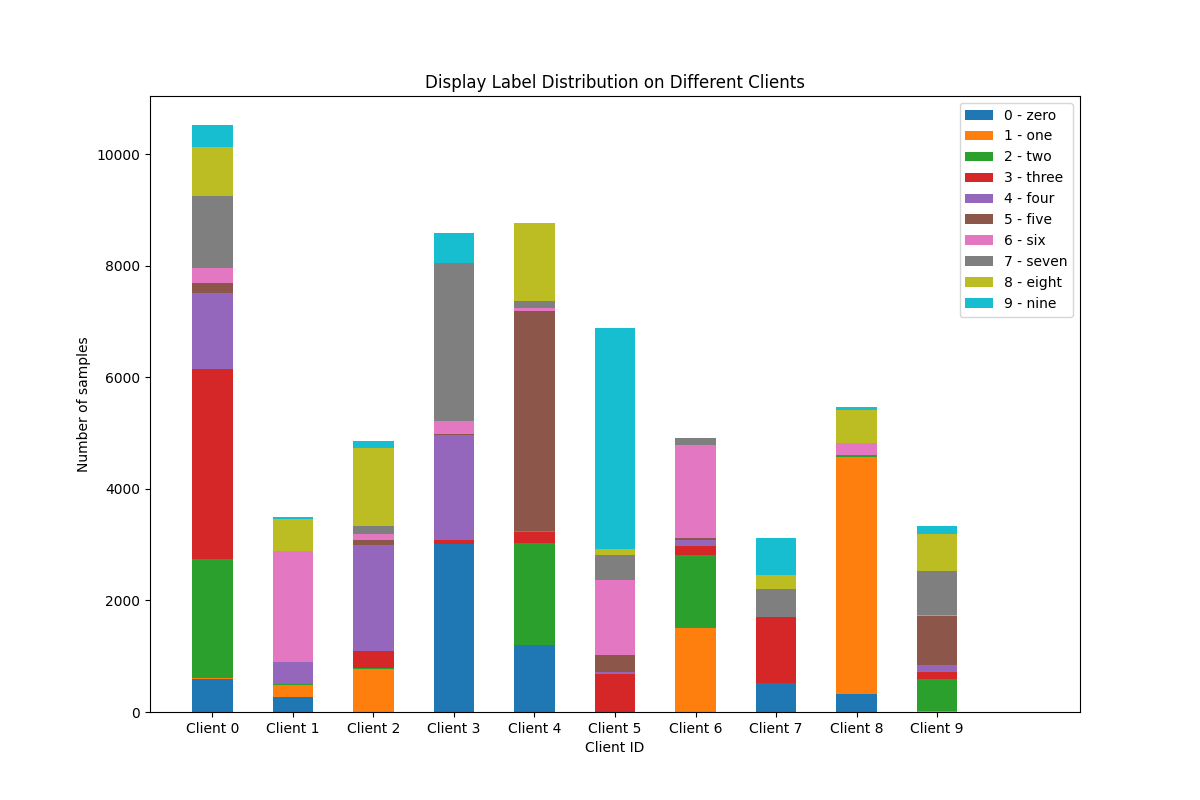 Display Label Distribution on Different Clients
0 - zero
1 - one
2 - two
3 - three
4 - four
5 - five
6 - six
7 - seven
8 - eight
9 - nine
Number of samples
10000
8000
6000
4000
2000
0
Client 0 Client 1 Client 2 Client 3 Client 4 Client 5 Client 6 Client 7 Client 8 Client 9
Client ID